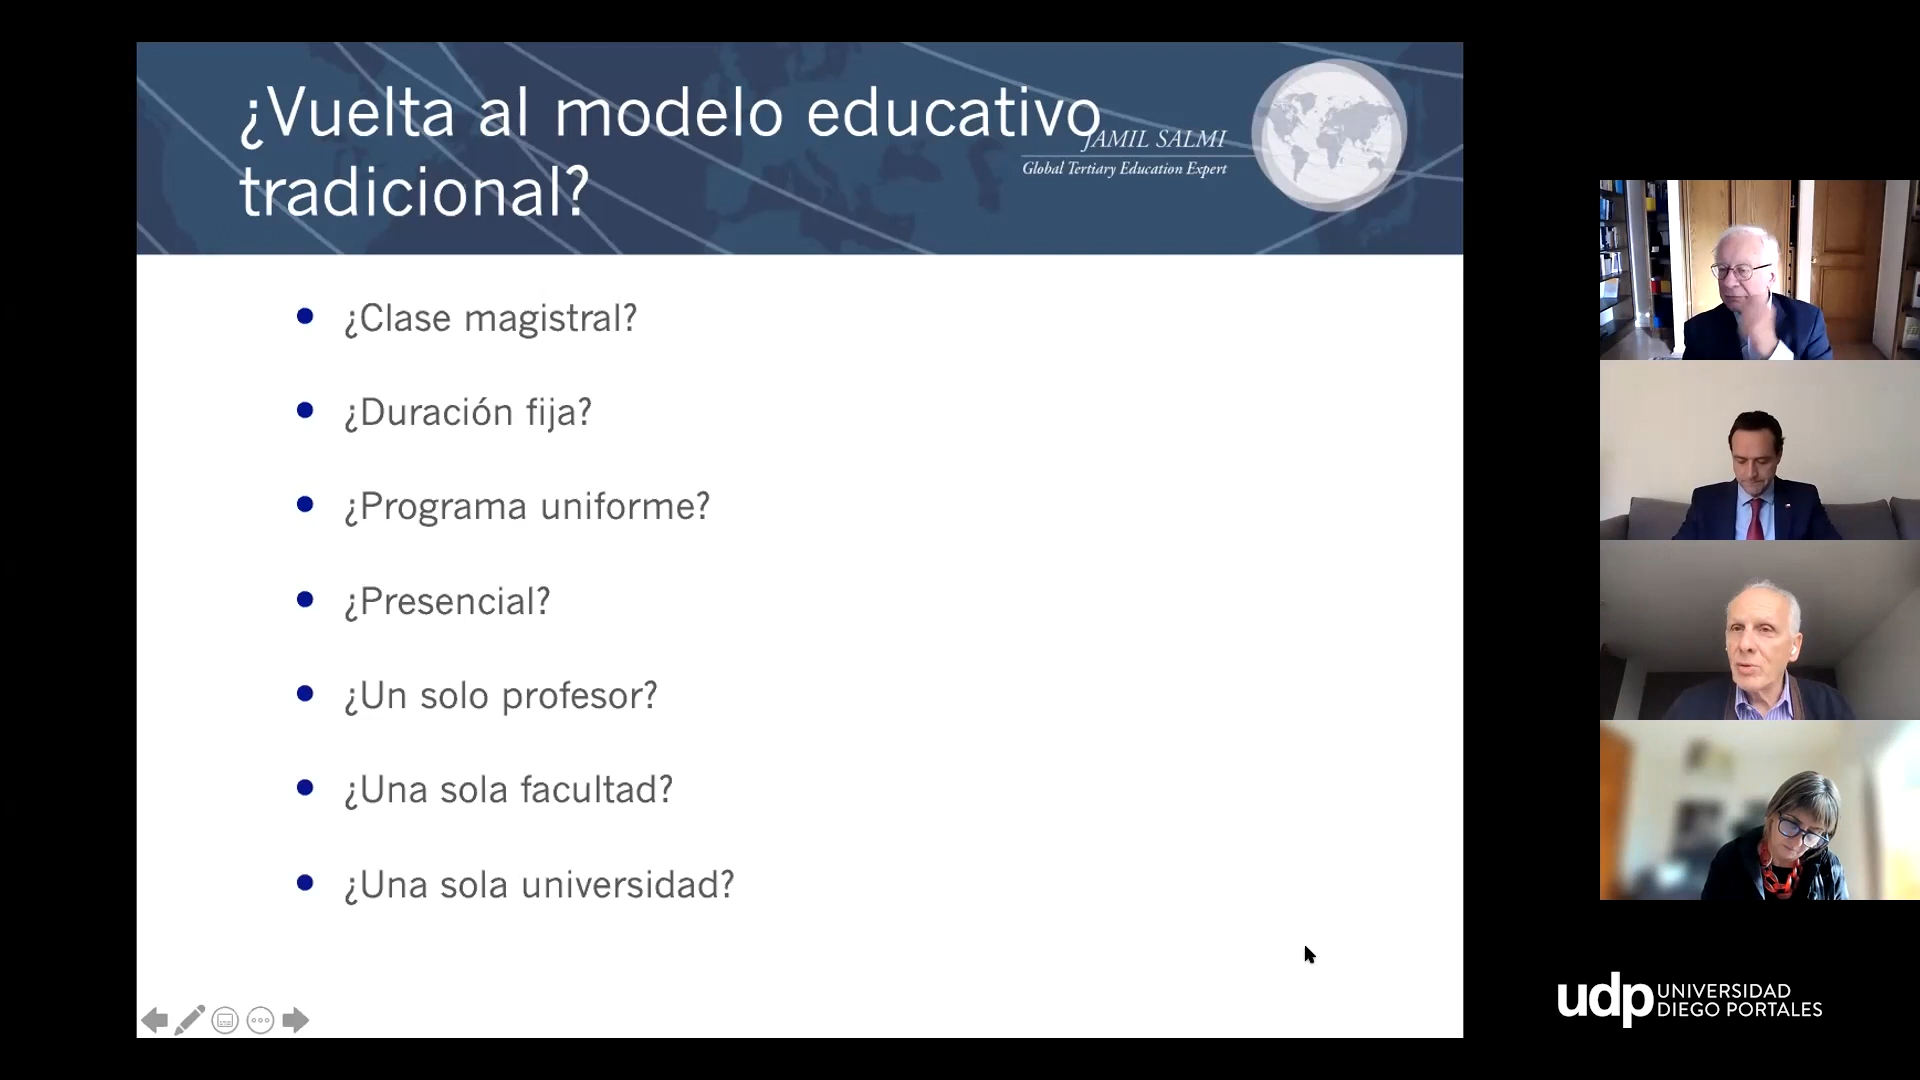 ¿Vuelta al modelo educativo
tradicional?
JAMIL SALMI
Global Tertiary Education Expert
¿Clase magistral?
¿Duración fija?
¿Programa uniforme?
¿Presencial?
¿Un solo profesor?
¿Una sola facultad?
¿Una sola universidad?
udp UNIVERSIDAD
DIEGO PORTALES